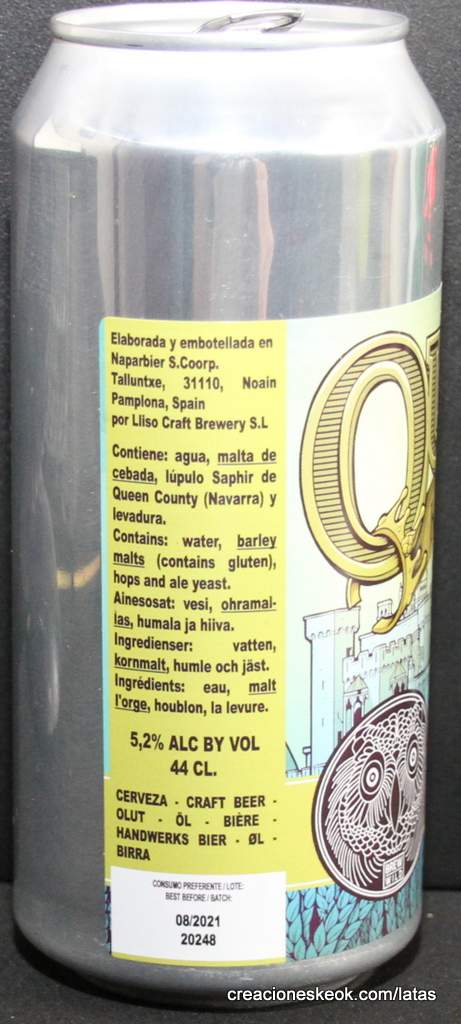 Elaborada y embotellada en
Naparbier S.Coorp.
Talluntxe, 31110, Noain
Pamplona, Spain
por Lliso Craft Brewery S.L
Contiene: agua, malta de
cebada, lúpulo Saphir de
Queen County (Navarra) y
levadura.
Contains: water, barley
malts (contains gluten),
hops and ale yeast.
Ainesosat: vesi, ohramal-
las, humala ja hiiva.
Ingredienser: vatten,
kornmalt, humle och jäst.
Ingrédients: eau, malt
l'orge, houblon, la levure.
5,2% ALC BY VOL
44 CL.
CERVEZA - CRAFT BEER -
OLUT - ÖL - BIÈRE -
HANDWERKS BIER - ØL -
BIRRA
CONSUMO PREFERENTE / LOTE:
BEST BEFORE / BATCH:
08/2021
20248
creacioneskeok.com/latas